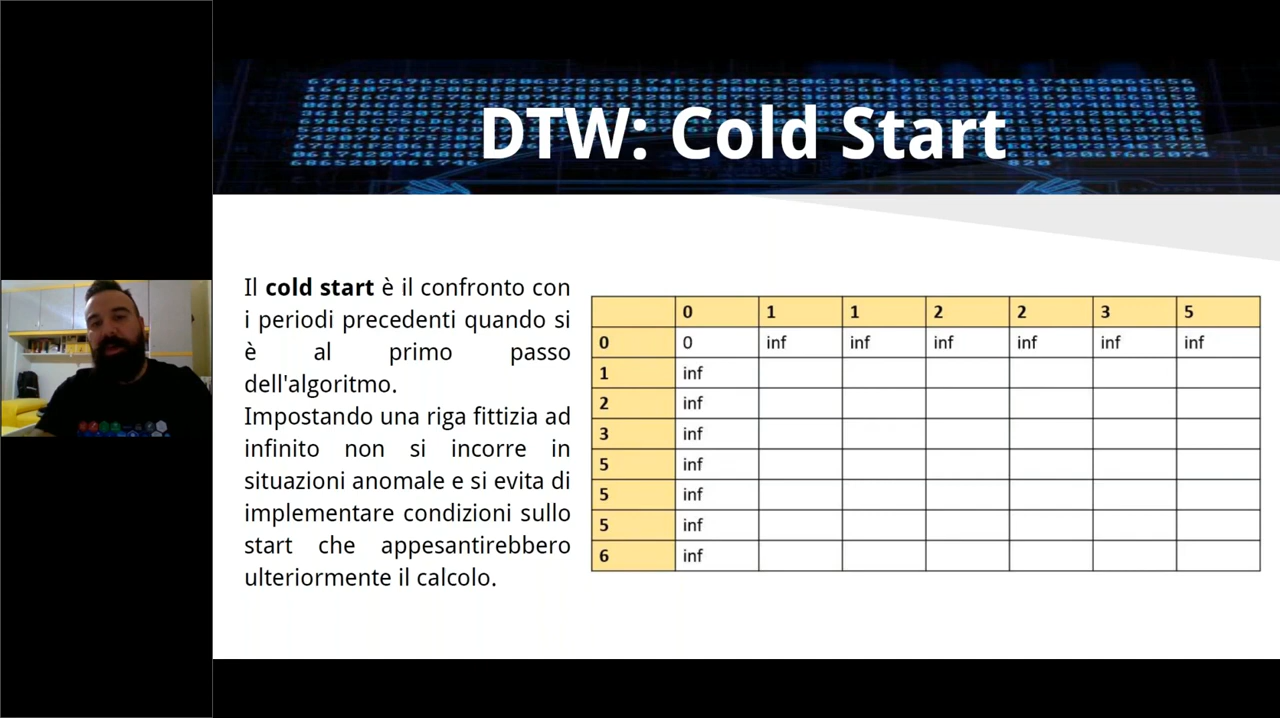 DTW: Cold Start
Il cold start è il confronto con
i periodi precedenti quando si
è al primo passo
dell'algoritmo.
Impostando una riga fittizia ad
infinito non si incorre in
situazioni anomale e si evita di
implementare condizioni sullo
start che appesantirebbero
ulteriormente il calcolo.
0 1 1 2 2 3 5
0 0 inf inf inf inf inf inf
1 inf
2 inf
3 inf
5 inf
5 inf
5 inf
6 inf